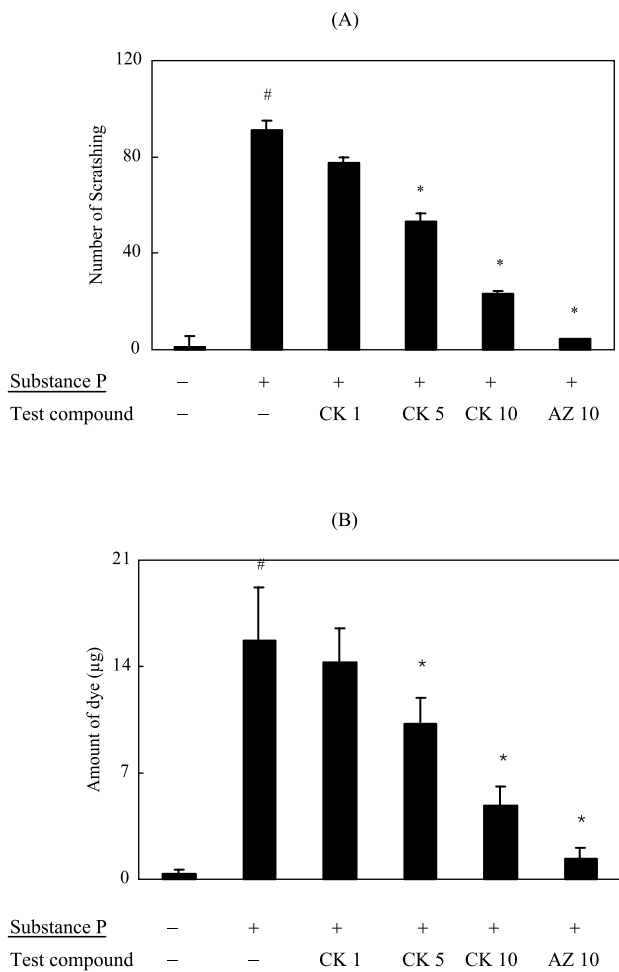 (A)
120
#
80
*
40
*
*
0
Number of Scratshing
Substance P – + + + + +
Test compound – – CK 1 CK 5 CK 10 AZ 10
(B)
21
#
14
*
7
*
*
0
Amount of dye (µg)
Substance P – + + + + +
Test compound – – CK 1 CK 5 CK 10 AZ 10